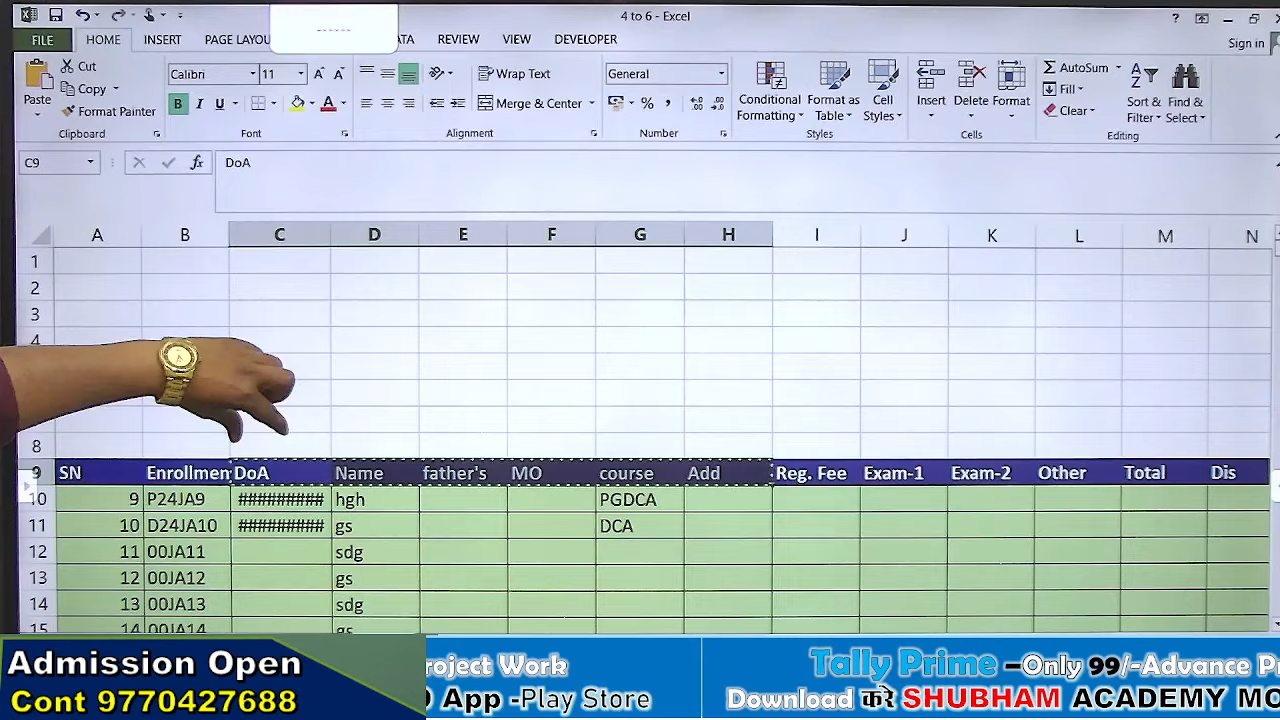 4 to 6 - Excel
?
FILE HOME INSERT PAGE LAYOU ATA REVIEW VIEW DEVELOPER Sign in
------
Paste Cut Copy Format Painter
Calibri 11
B I U A
Wrap Text
Merge & Center
General
% ,
Conditional Formatting Format as Table Cell Styles
Insert Delete Format
AutoSum Fill Clear
Sort & Filter Find & Select
Clipboard Font Alignment Number Styles Cells Editing
C9 fx DoA
A B C D E F G H I J K L M N
1
2
3
4
8
9 SN Enrollmen DoA Name father's MO course Add Reg. Fee Exam-1 Exam-2 Other Total Dis
10 9 P24JA9 ######### hgh PGDCA
11 10 D24JA10 ######### gs DCA
12 11 00JA11 sdg
13 12 00JA12 gs
14 13 00JA13 sdg
15 14 00JA14 gs
Admission Open
Cont 9770427688
roject Work
App -Play Store
Tally Prime –Only 99/-Advance P
Download करे SHUBHAM ACADEMY MO